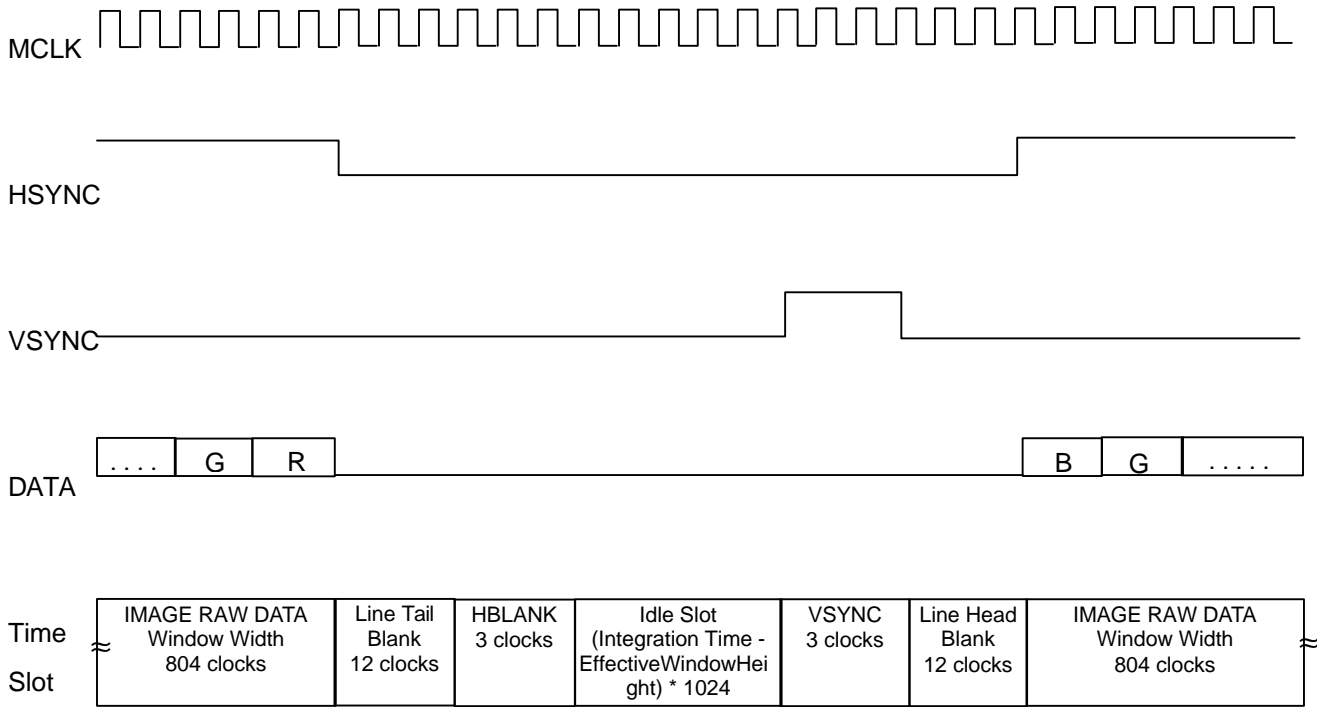 MCLK
HSYNC
VSYNC
DATA
. . . .
G
R
B
G
. . . . .
Time
Slot
≈
IMAGE RAW DATA
Window Width
804 clocks
Line Tail
Blank
12 clocks
HBLANK
3 clocks
Idle Slot
(Integration Time -
EffectiveWindowHei
ght) * 1024
VSYNC
3 clocks
Line Head
Blank
12 clocks
IMAGE RAW DATA
Window Width
804 clocks
≈